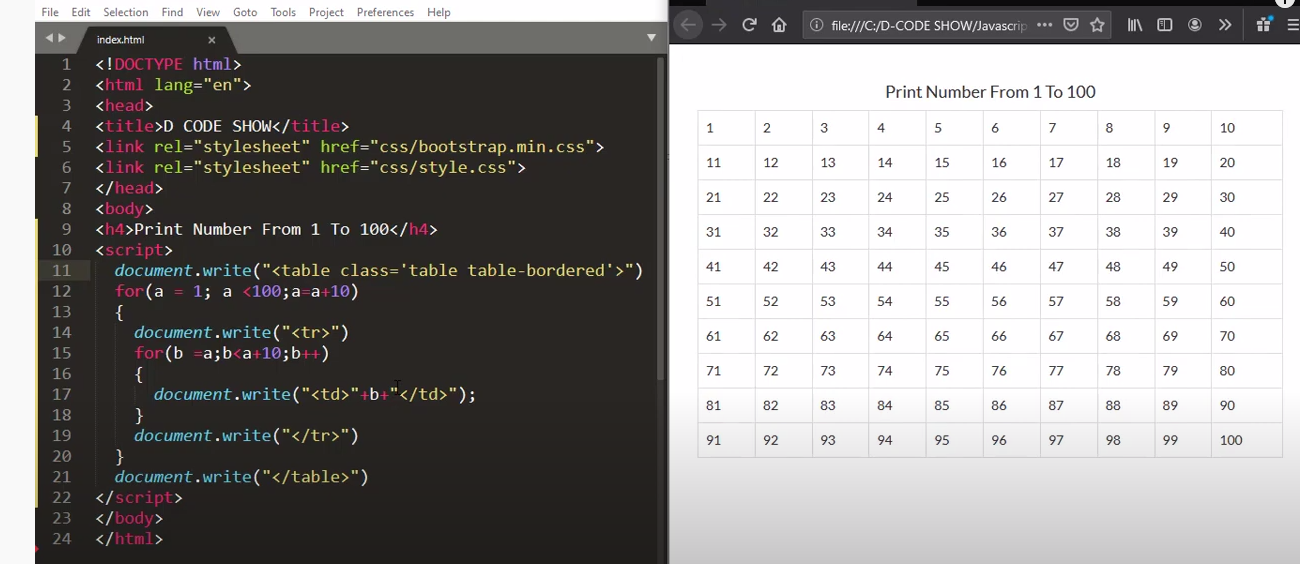 File Edit Selection Find View Goto Tools Project Preferences Help
index.html
1 <!DOCTYPE html>
2 <html lang="en">
3 <head>
4 <title>D CODE SHOW</title>
5 <link rel="stylesheet" href="css/bootstrap.min.css">
6 <link rel="stylesheet" href="css/style.css">
7 </head>
8 <body>
9 <h4>Print Number From 1 To 100</h4>
10 <script>
11 document.write("<table class='table table-bordered'>")
12 for(a = 1; a <100;a=a+10)
13 {
14 document.write("<tr>")
15 for(b =a;b<a+10;b++)
16 {
17 document.write("<td>"+b+"</td>");
18 }
19 document.write("</tr>")
20 }
21 document.write("</table>")
22 </script>
23 </body>
24 </html>
file:///C:/D-CODE SHOW/Javascrip
Print Number From 1 To 100
1 2 3 4 5 6 7 8 9 10
11 12 13 14 15 16 17 18 19 20
21 22 23 24 25 26 27 28 29 30
31 32 33 34 35 36 37 38 39 40
41 42 43 44 45 46 47 48 49 50
51 52 53 54 55 56 57 58 59 60
61 62 63 64 65 66 67 68 69 70
71 72 73 74 75 76 77 78 79 80
81 82 83 84 85 86 87 88 89 90
91 92 93 94 95 96 97 98 99 100